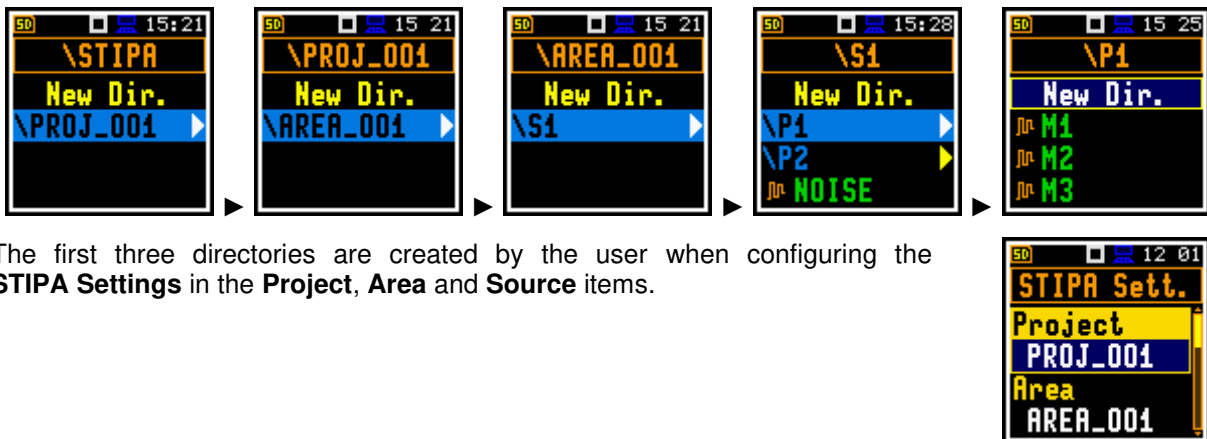 SD 15:21
\STIPA
New Dir.
\PROJ_001
SD 15 21
\PROJ_001
New Dir.
\AREA_001
SD 15 21
\AREA_001
New Dir.
\S1
SD 15:28
\S1
New Dir.
\P1
\P2
NOISE
SD 15 25
\P1
New Dir.
M1
M2
M3
The first three directories are created by the user when configuring the
STIPA Settings in the Project, Area and Source items.
SD 12 01
STIPA Sett.
Project
PROJ_001
Area
AREA_001